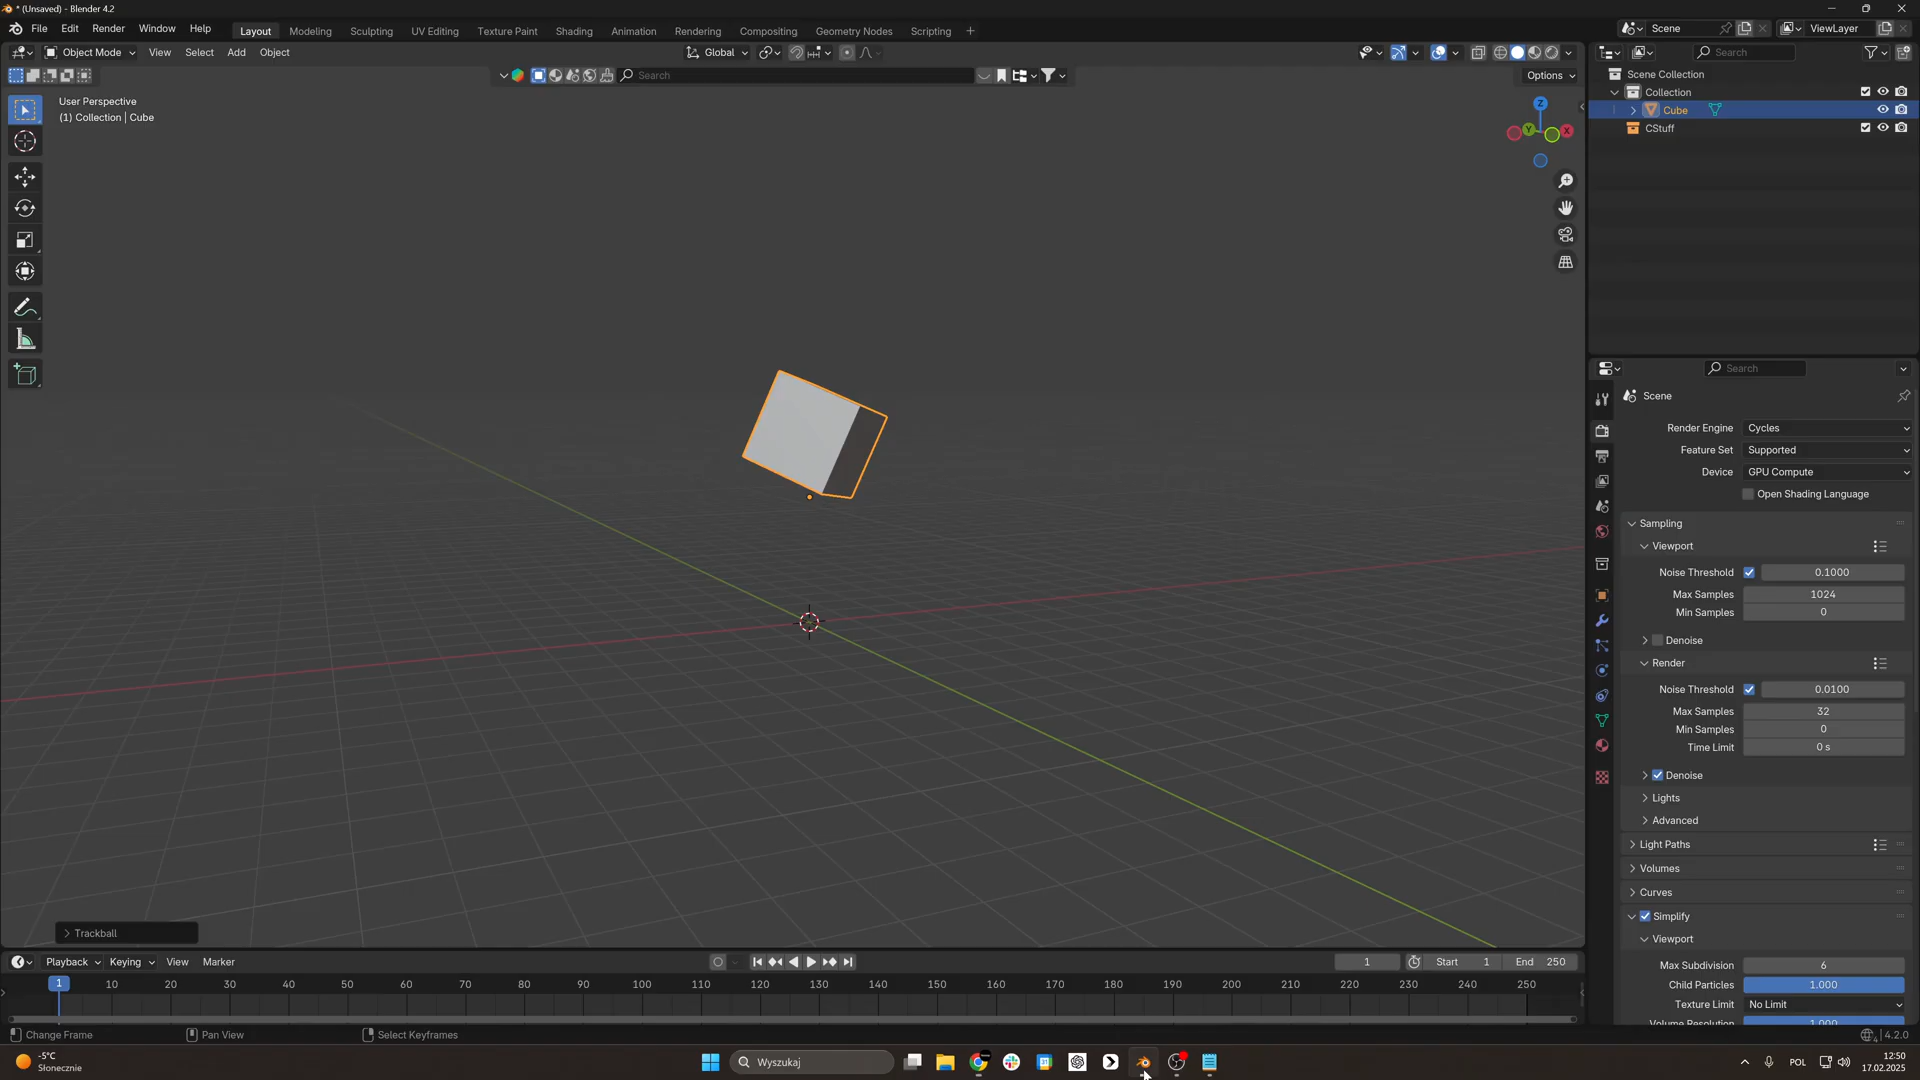 * (Unsaved) - Blender 4.2
File Edit Render Window Help
Layout Modeling Sculpting UV Editing Texture Paint Shading Animation Rendering Compositing Geometry Nodes Scripting
Scene
ViewLayer
Object Mode View Select Add Object
Global
Search
Search
Options
User Perspective
(1) Collection | Cube
Z
Y
X
Scene Collection
Collection
Cube
CStuff
Search
Scene
Render Engine Cycles
Feature Set Supported
Device GPU Compute
Open Shading Language
Sampling
Viewport
Noise Threshold 0.1000
Max Samples 1024
Min Samples 0
Denoise
Render
Noise Threshold 0.0100
Max Samples 32
Min Samples 0
Time Limit 0 s
Denoise
Lights
Advanced
Light Paths
Volumes
Curves
Simplify
Viewport
Max Subdivision 6
Child Particles 1.000
Texture Limit No Limit
Volume Resolution 1.000
Trackball
Playback Keying View Marker
1
Start 1
End 250
1 10 20 30 40 50 60 70 80 90 100 110 120 130 140 150 160 170 180 190 200 210 220 230 240 250
Change Frame Pan View Select Keyframes
4.2.0
-5°C
Słonecznie
Wyszukaj
POL
12:50
17.02.2025